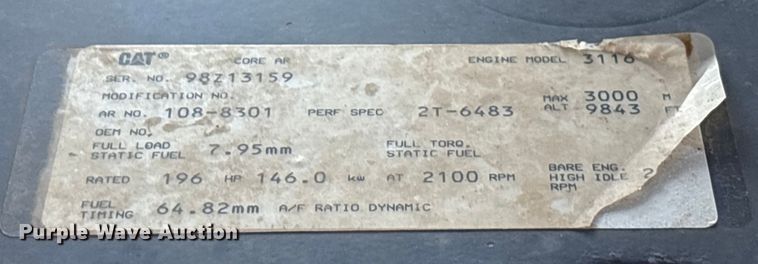 CAT® CORE AR ENGINE MODEL 3116
SER. NO. 98Z13159
MODIFICATION NO.
AR NO. 108-8301 PERF SPEC 2T-6483 MAX ALT 3000 M 9843 FT
OEM NO.
FULL LOAD STATIC FUEL 7.95mm FULL TORQ. STATIC FUEL
RATED 196 HP 146.0 kw AT 2100 RPM BARE ENG. HIGH IDLE RPM 2
FUEL TIMING 64.82mm A/F RATIO DYNAMIC
Purple Wave Auction